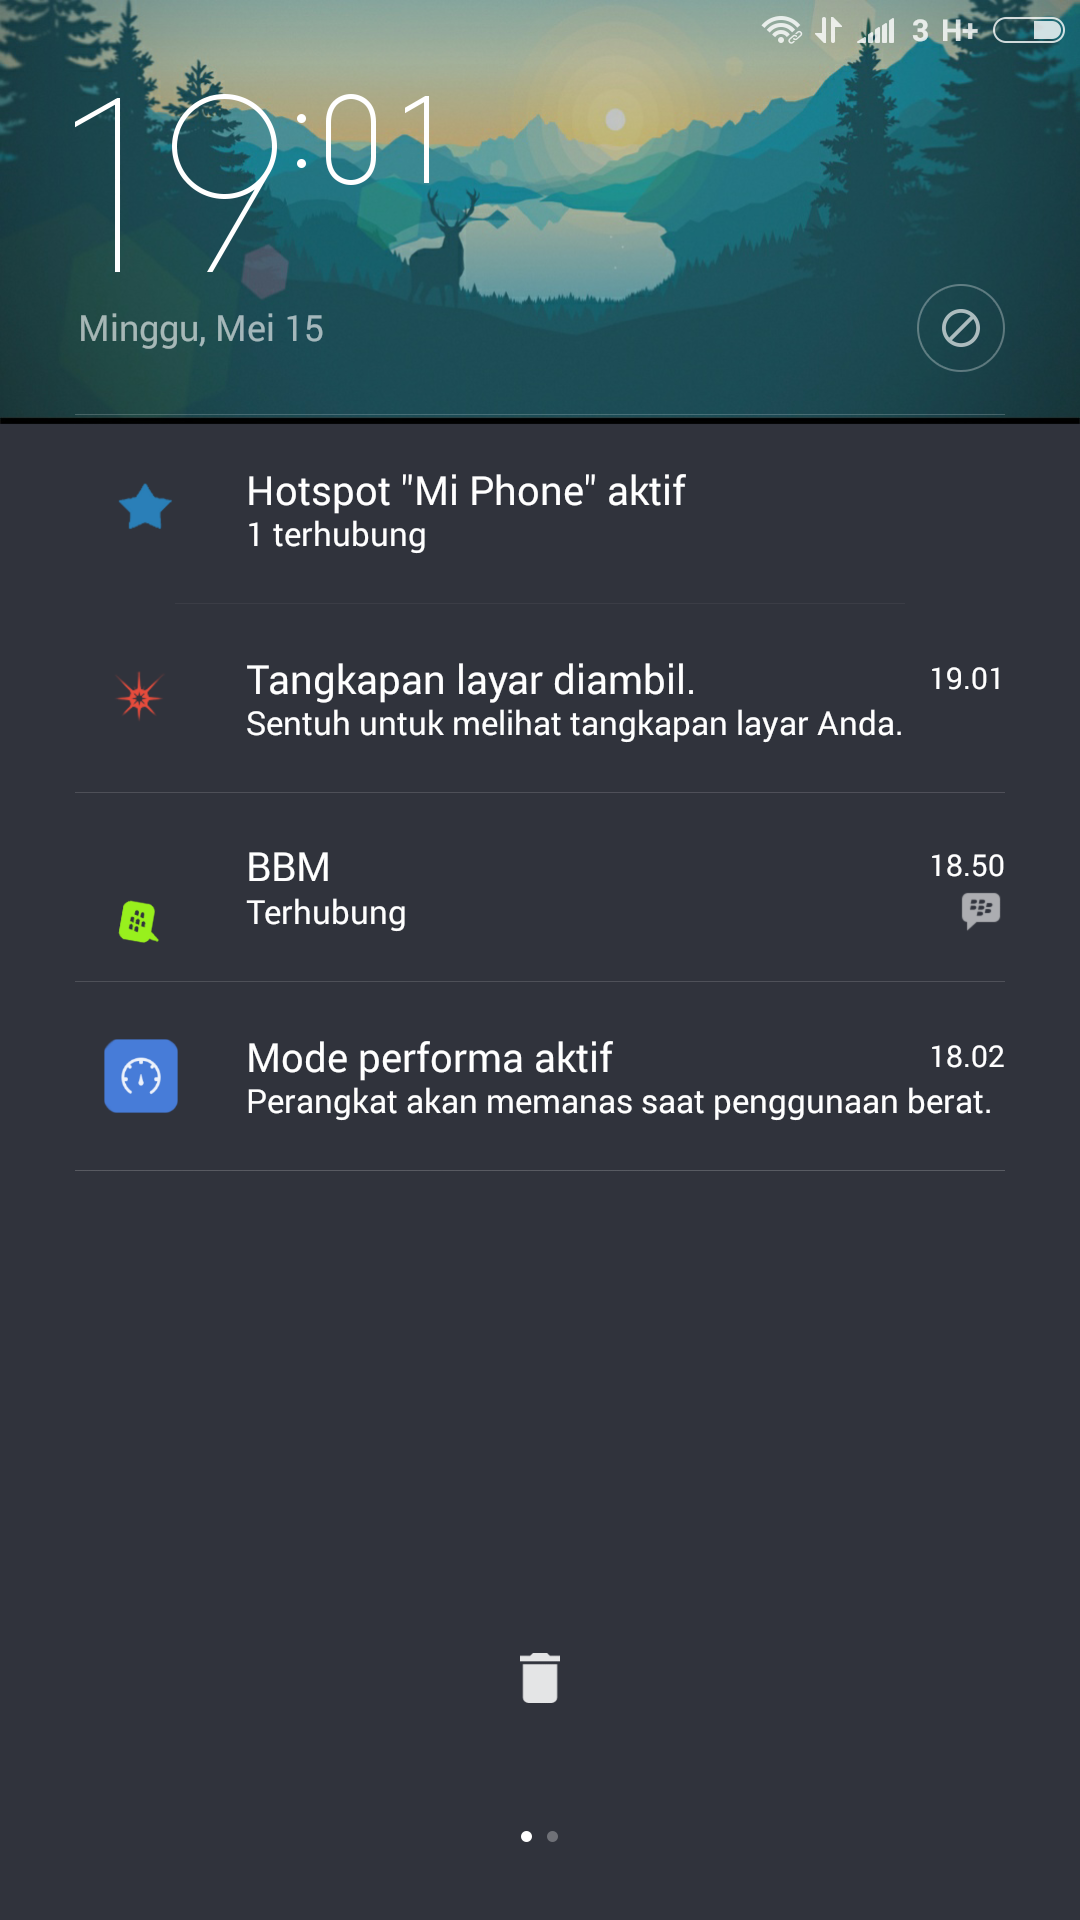 3 H+
19:01
Minggu, Mei 15
Hotspot "Mi Phone" aktif
1 terhubung
Tangkapan layar diambil.
19.01
Sentuh untuk melihat tangkapan layar Anda.
BBM
18.50
Terhubung
Mode performa aktif
18.02
Perangkat akan memanas saat penggunaan berat.